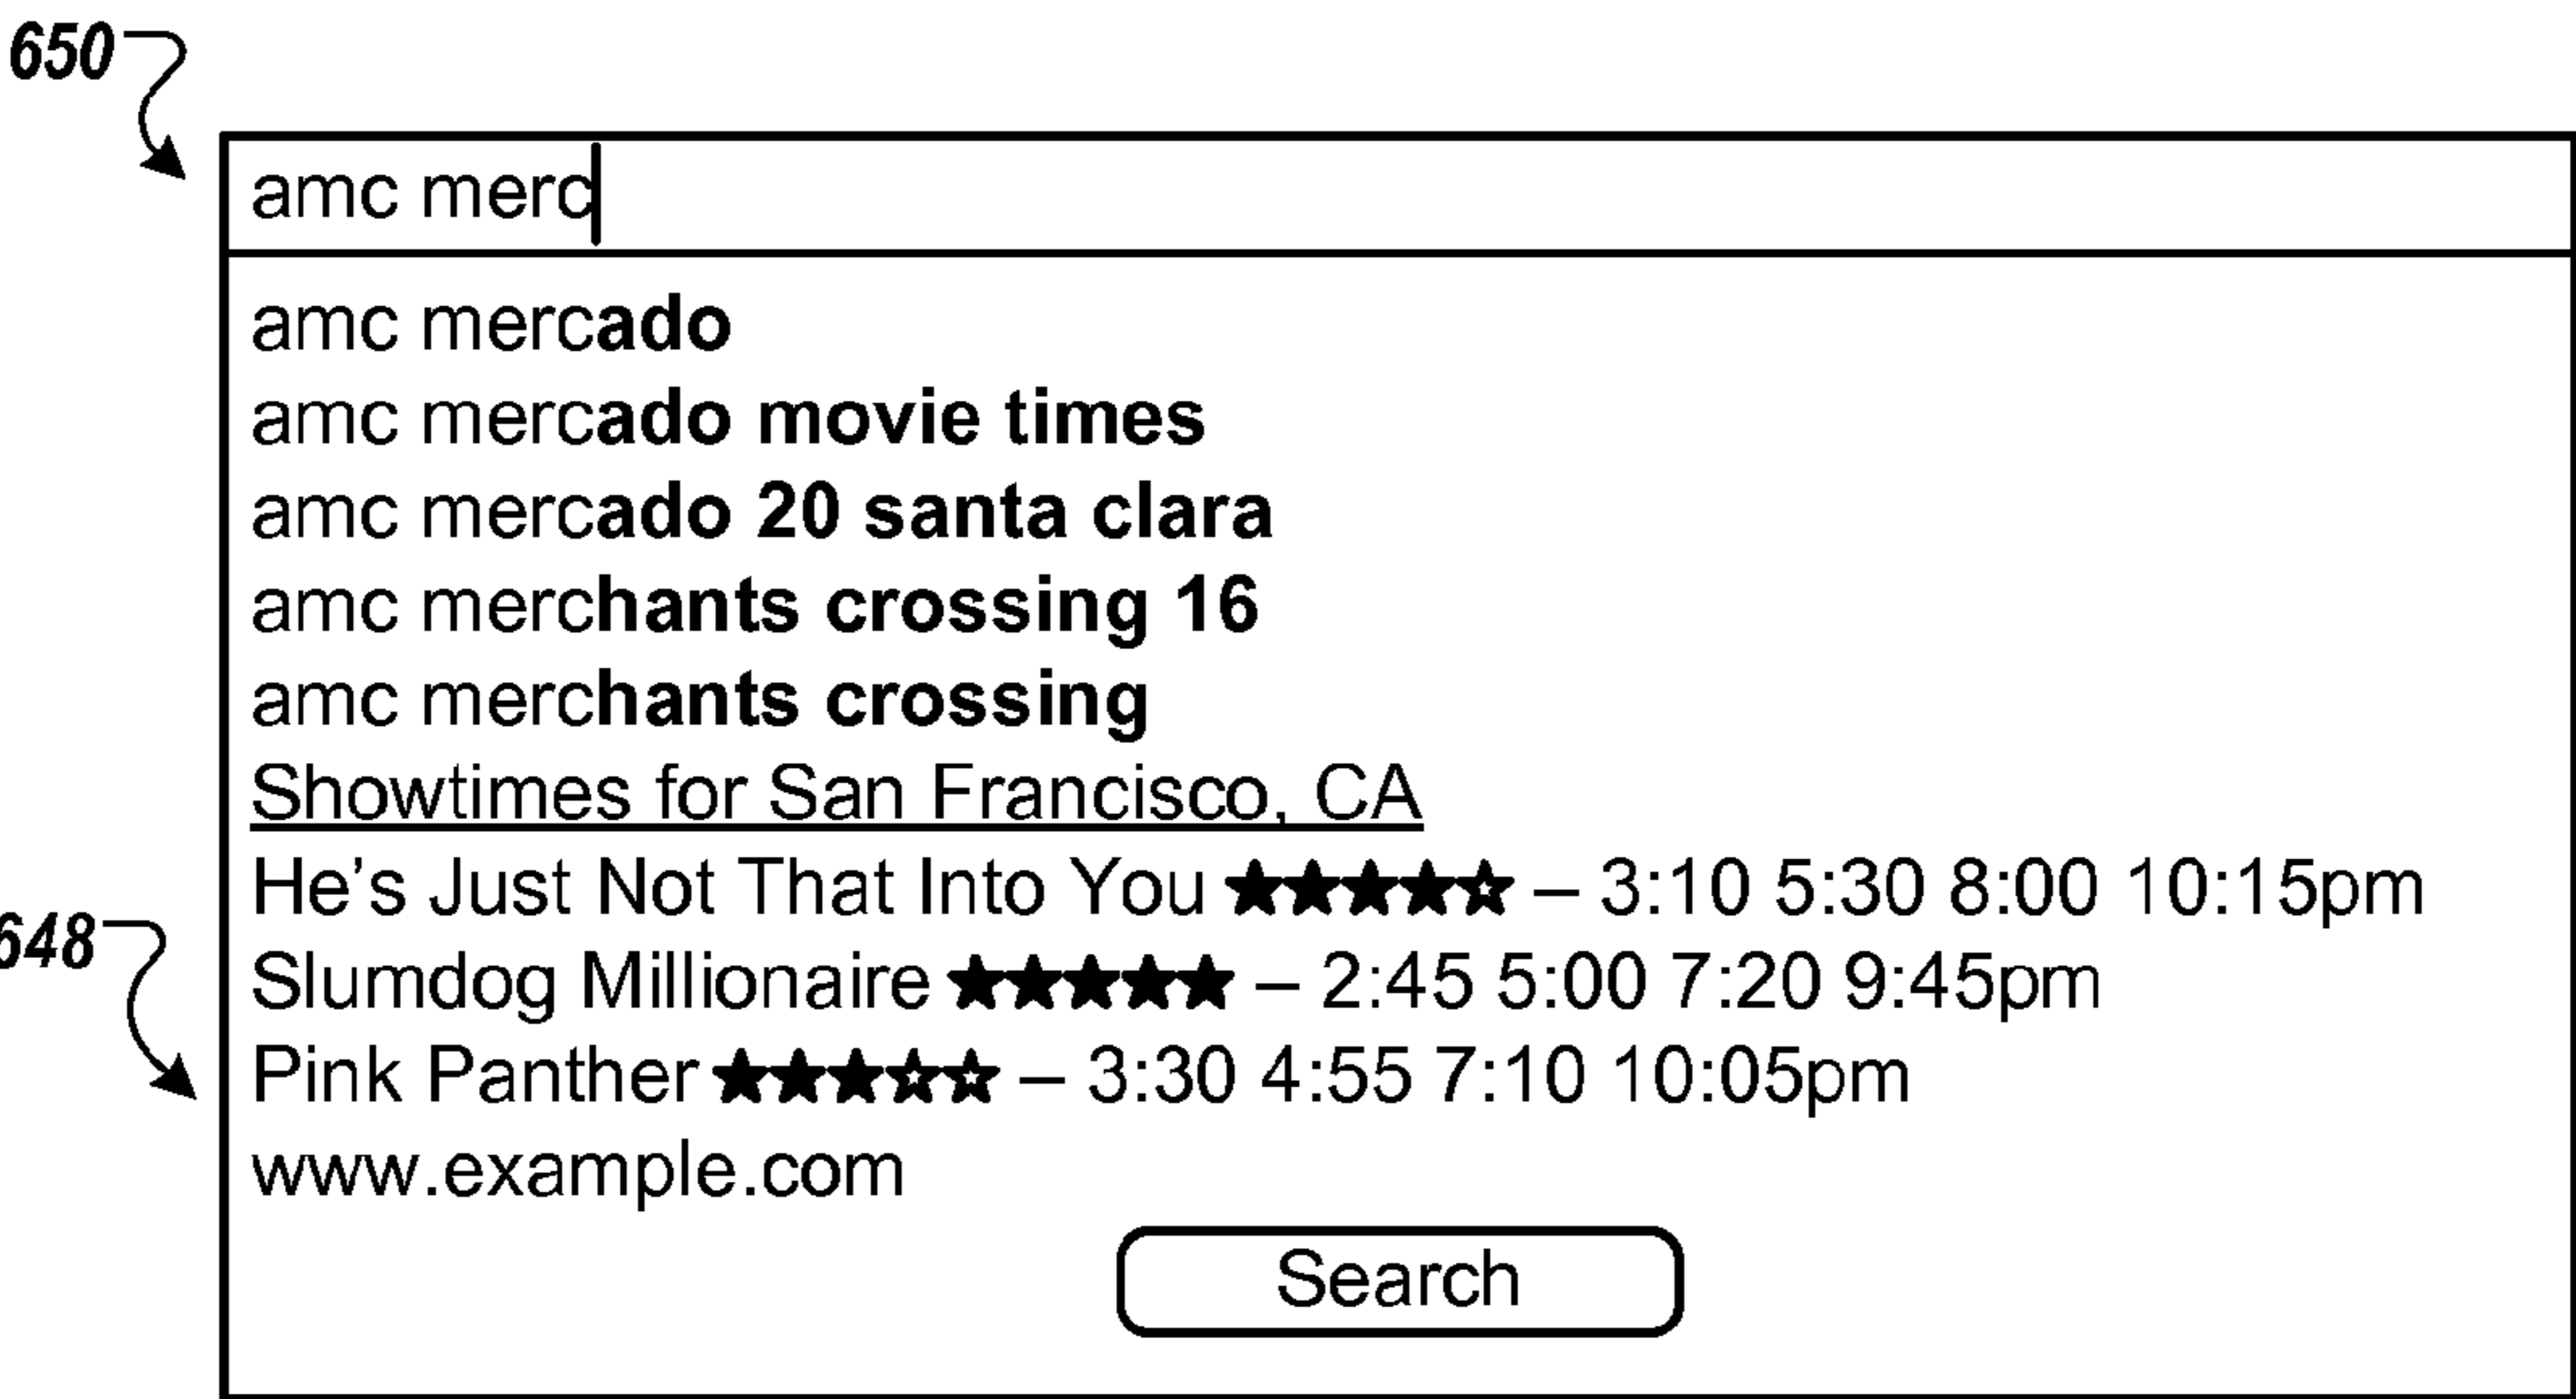 650
amc merc
amc mercado
amc mercado movie times
amc mercado 20 santa clara
amc merchants crossing 16
amc merchants crossing
Showtimes for San Francisco, CA
He's Just Not That Into You ★★★★☆ – 3:10 5:30 8:00 10:15pm
648
Slumdog Millionaire ★★★★★ – 2:45 5:00 7:20 9:45pm
Pink Panther ★★★☆☆ – 3:30 4:55 7:10 10:05pm
www.example.com
Search